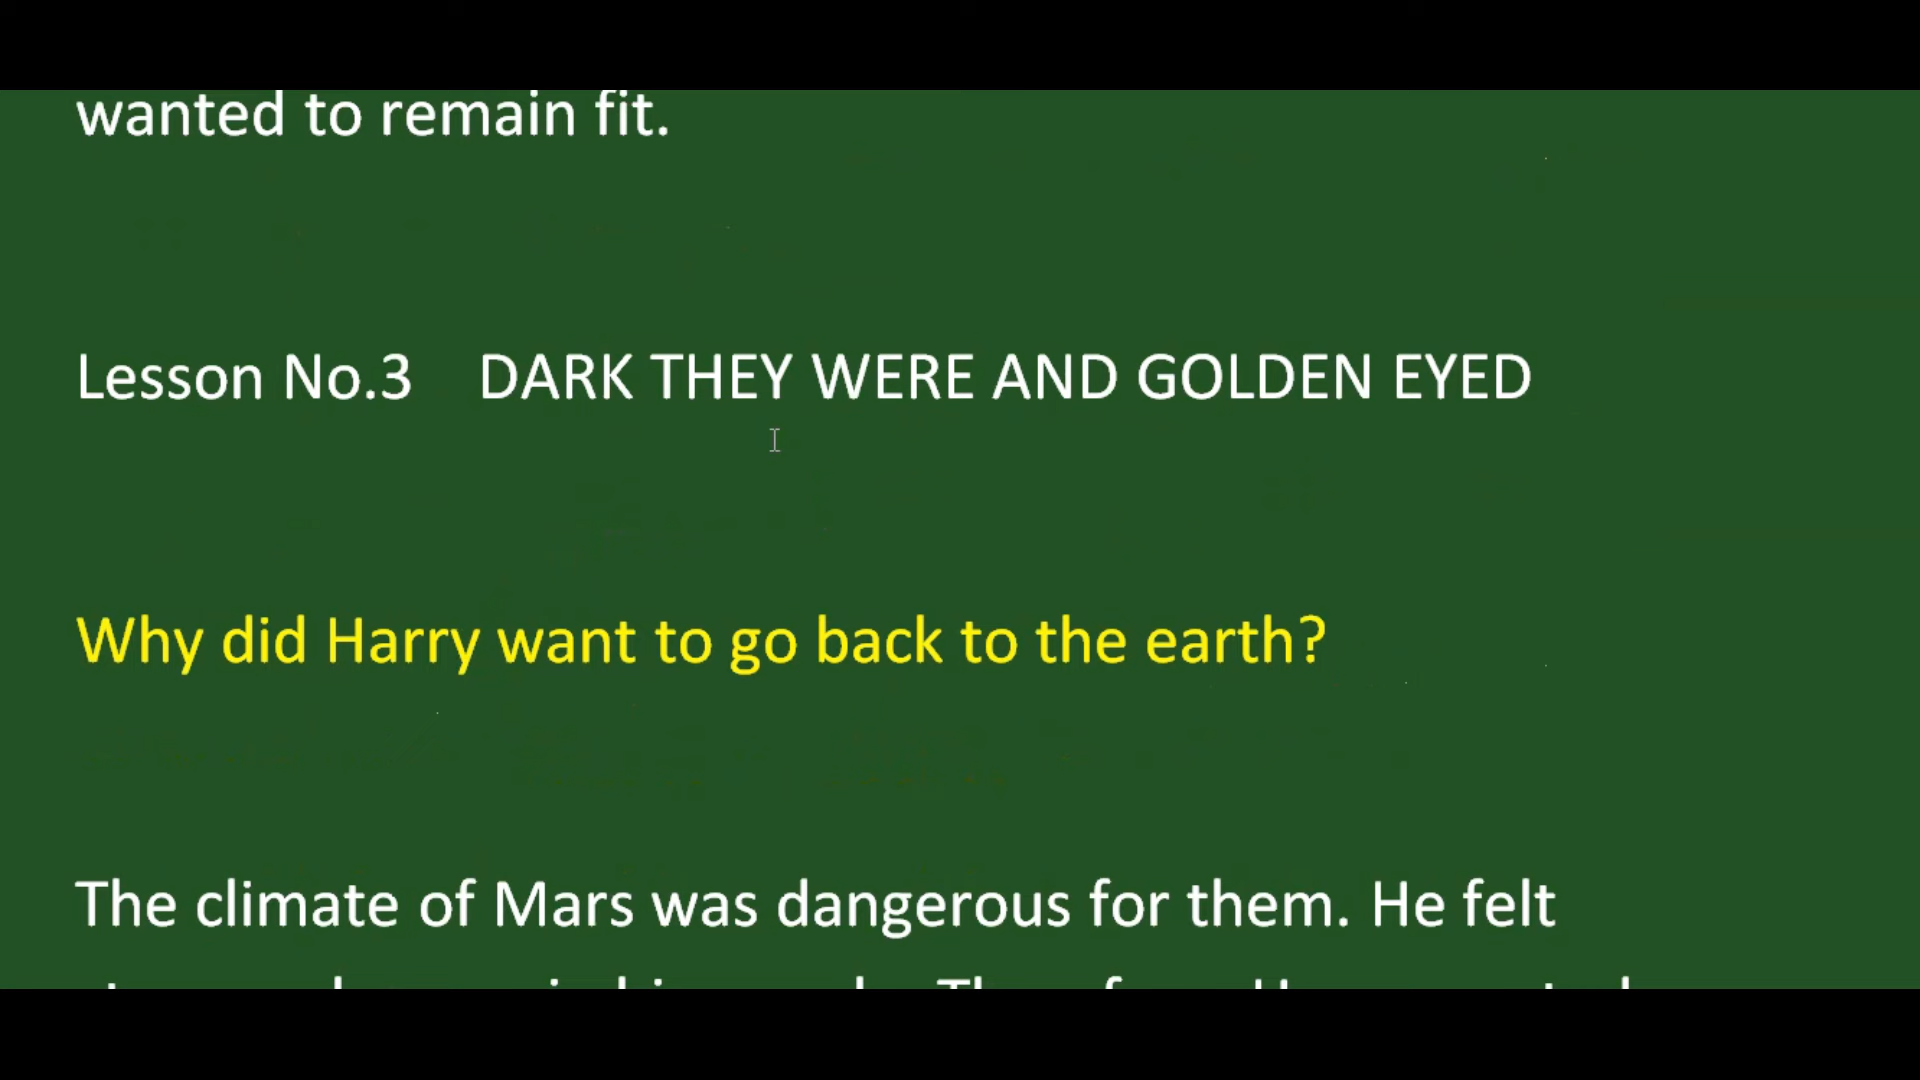 wanted to remain fit.
Lesson No.3 DARK THEY WERE AND GOLDEN EYED
Why did Harry want to go back to the earth?
The climate of Mars was dangerous for them. He felt